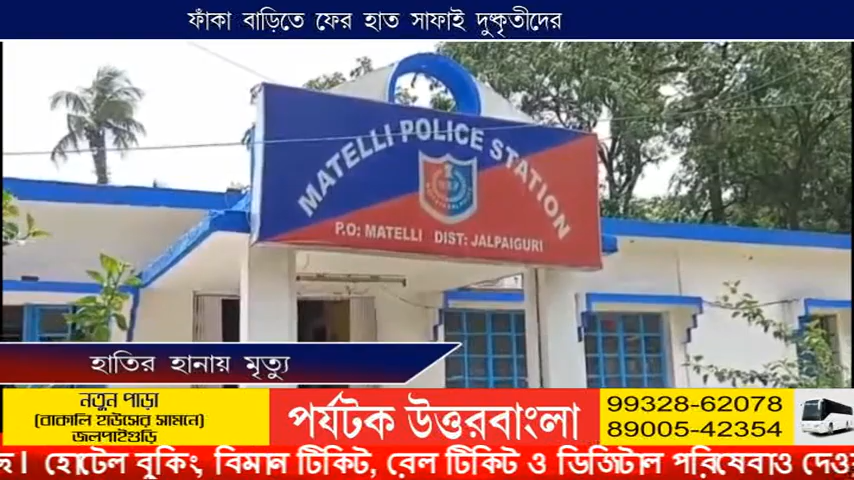 ফাঁকা বাড়িতে ফের হাত সাফাই দুষ্কৃতীদের
MATELLI POLICE STATION
P.O: MATELLI DIST: JALPAIGURI
হাতির হানায় মৃত্যু
নতুন পাড়া
(বাকালি হাউসের সামনে)
জলপাইগুড়ি
পর্যটক উত্তরবাংলা
99328-62078
89005-42354
। হোটেল বুকিং, বিমান টিকিট, রেল টিকিট ও ডিজিটাল পরিষেবাও